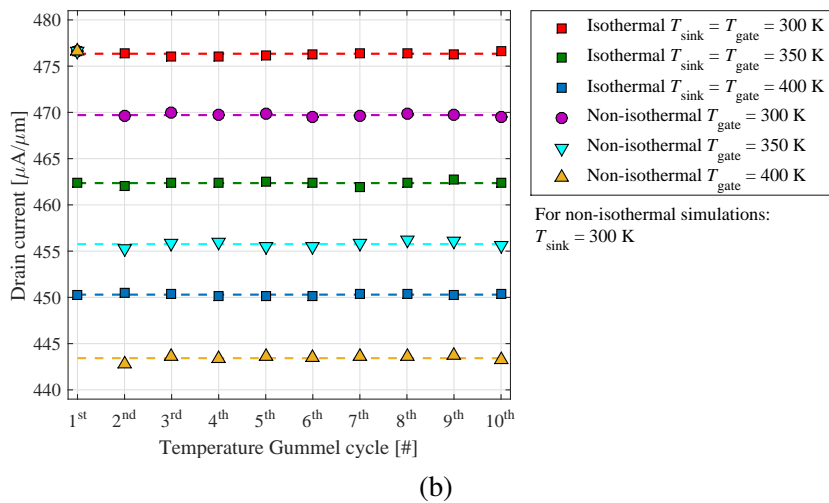 480
475
470
465
460
455
450
445
440
Drain current [μA/μm]
1st 2nd 3rd 4th 5th 6th 7th 8th 9th 10th
Temperature Gummel cycle [#]
Isothermal Tsink = Tgate = 300 K
Isothermal Tsink = Tgate = 350 K
Isothermal Tsink = Tgate = 400 K
Non-isothermal Tgate = 300 K
Non-isothermal Tgate = 350 K
Non-isothermal Tgate = 400 K
For non-isothermal simulations:
Tsink = 300 K
(b)